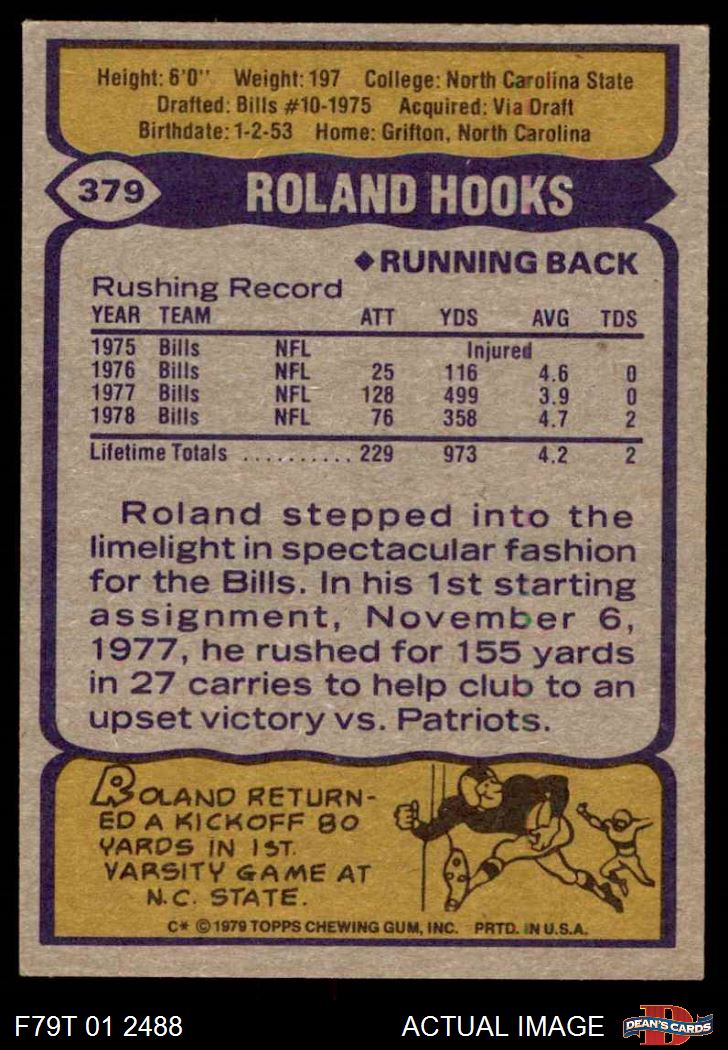 Height: 6'0" Weight: 197 College: North Carolina State
Drafted: Bills #10-1975 Acquired: Via Draft
Birthdate: 1-2-53 Home: Grifton, North Carolina
379 ROLAND HOOKS
◆RUNNING BACK
Rushing Record
YEAR TEAM ATT YDS AVG TDS
1975 Bills NFL Injured
1976 Bills NFL 25 116 4.6 0
1977 Bills NFL 128 499 3.9 0
1978 Bills NFL 76 358 4.7 2
Lifetime Totals .......... 229 973 4.2 2
Roland stepped into the
limelight in spectacular fashion
for the Bills. In his 1st starting
assignment, November 6,
1977, he rushed for 155 yards
in 27 carries to help club to an
upset victory vs. Patriots.
ROLAND RETURN-
ED A KICKOFF 80
YARDS IN 1ST.
VARSITY GAME AT
N.C. STATE.
C* © 1979 TOPPS CHEWING GUM, INC. PRTD. IN U.S.A.
F79T 01 2488 ACTUAL IMAGE D DEAN'S CARDS